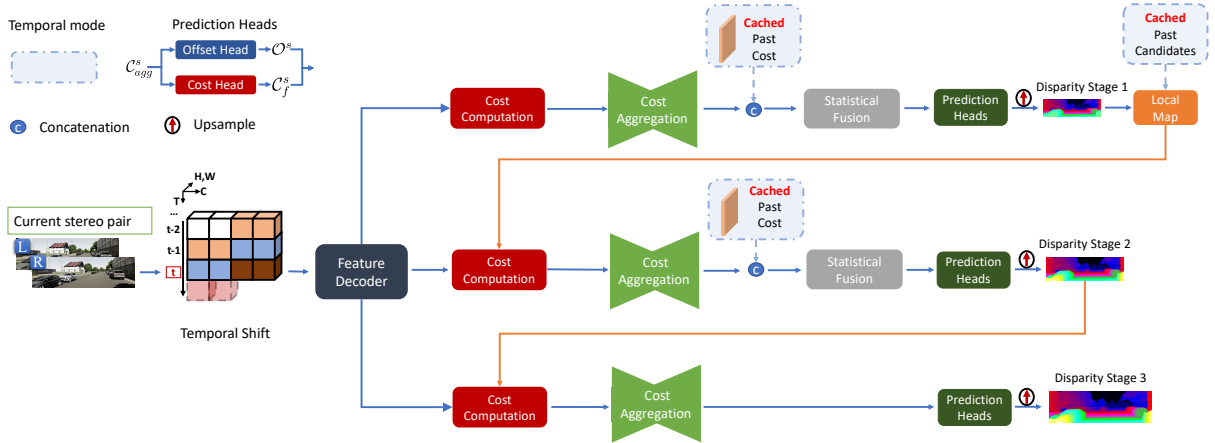 Temporal mode
Prediction Heads
C^s_agg
Offset Head
O^s
Cost Head
C^s_f
C Concatenation
Upsample
Cached
Past
Cost
Cached
Past
Candidates
Cost
Computation
Cost
Aggregation
C
Statistical
Fusion
Prediction
Heads
Disparity Stage 1
Local
Map
H,W
C
T
...
t-2
t-1
t
Current stereo pair
L
R
Temporal Shift
Feature
Decoder
Cached
Past
Cost
Cost
Computation
Cost
Aggregation
C
Statistical
Fusion
Prediction
Heads
Disparity Stage 2
Cost
Computation
Cost
Aggregation
Prediction
Heads
Disparity Stage 3